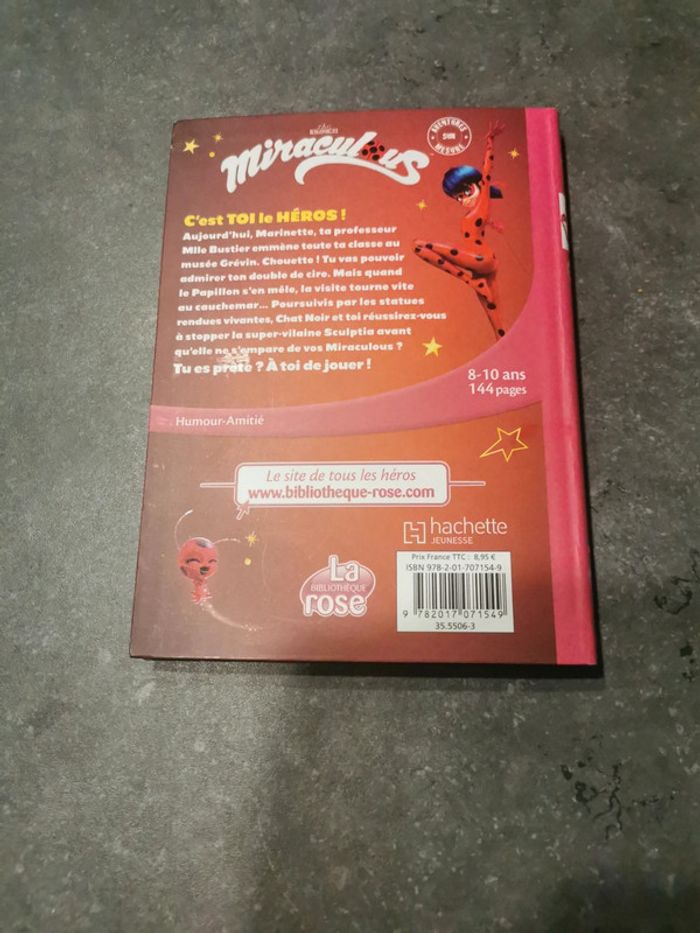 Miraculous
AVENTURES
SUR
MESURE
C'est TOI le HÉROS !
Aujourd'hui, Marinette, ta professeur
Mlle Bustier emmène toute ta classe au
musée Grévin. Chouette ! Tu vas pouvoir
admirer ton double de cire. Mais quand
le Papillon s'en mêle, la visite tourne vite
au cauchemar... Poursuivis par les statues
rendues vivantes, Chat Noir et toi réussirez-vous
à stopper la super-vilaine Sculptia avant
qu'elle ne s'empare de vos Miraculous ?
Tu es prête ? À toi de jouer !
8-10 ans
144 pages
Humour-Amitié
Le site de tous les héros
www.bibliotheque-rose.com
hachette
JEUNESSE
La
BIBLIOTHÈQUE
rose
Prix France TTC : 8,95 €
ISBN 978-2-01-707154-9
9 782017 071549
35.5506-3